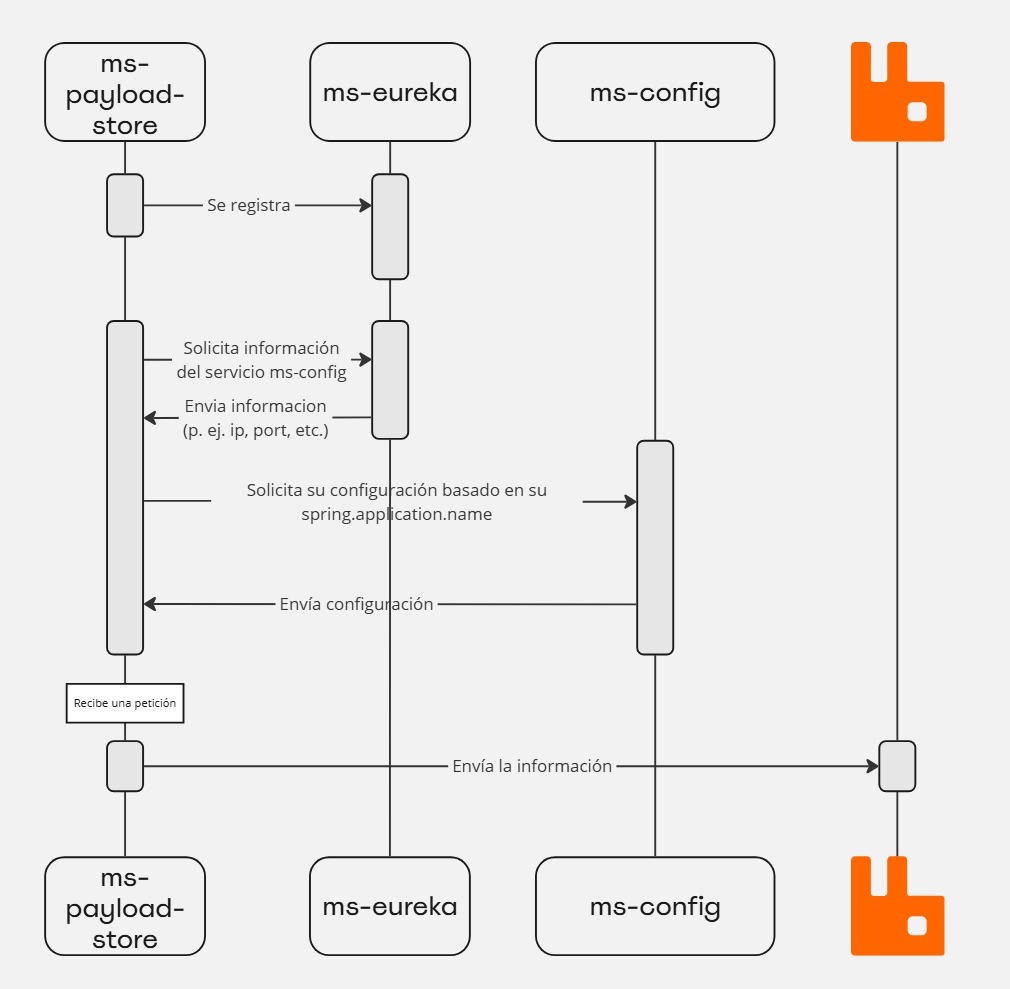 ms-
payload-
store
ms-eureka
ms-config
Se registra
Solicita información
del servicio ms-config
Envia informacion
(p. ej. ip, port, etc.)
Solicita su configuración basado en su
spring.application.name
Envía configuración
Recibe una petición
Envía la información
ms-
payload-
store
ms-eureka
ms-config